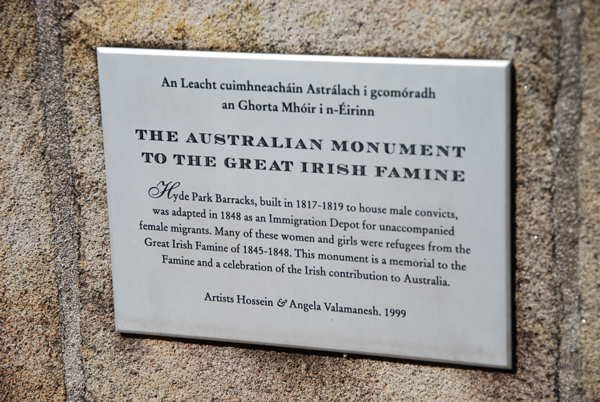 An Leacht cuimhneacháin Astrálach i gcomóradh
an Ghorta Mhóir i n-Éirinn
THE AUSTRALIAN MONUMENT
TO THE GREAT IRISH FAMINE
Hyde Park Barracks, built in 1817-1819 to house male convicts,
was adapted in 1848 as an Immigration Depot for unaccompanied
female migrants. Many of these women and girls were refugees from the
Great Irish Famine of 1845-1848. This monument is a memorial to the
Famine and a celebration of the Irish contribution to Australia.
Artists Hossein & Angela Valamanesh. 1999